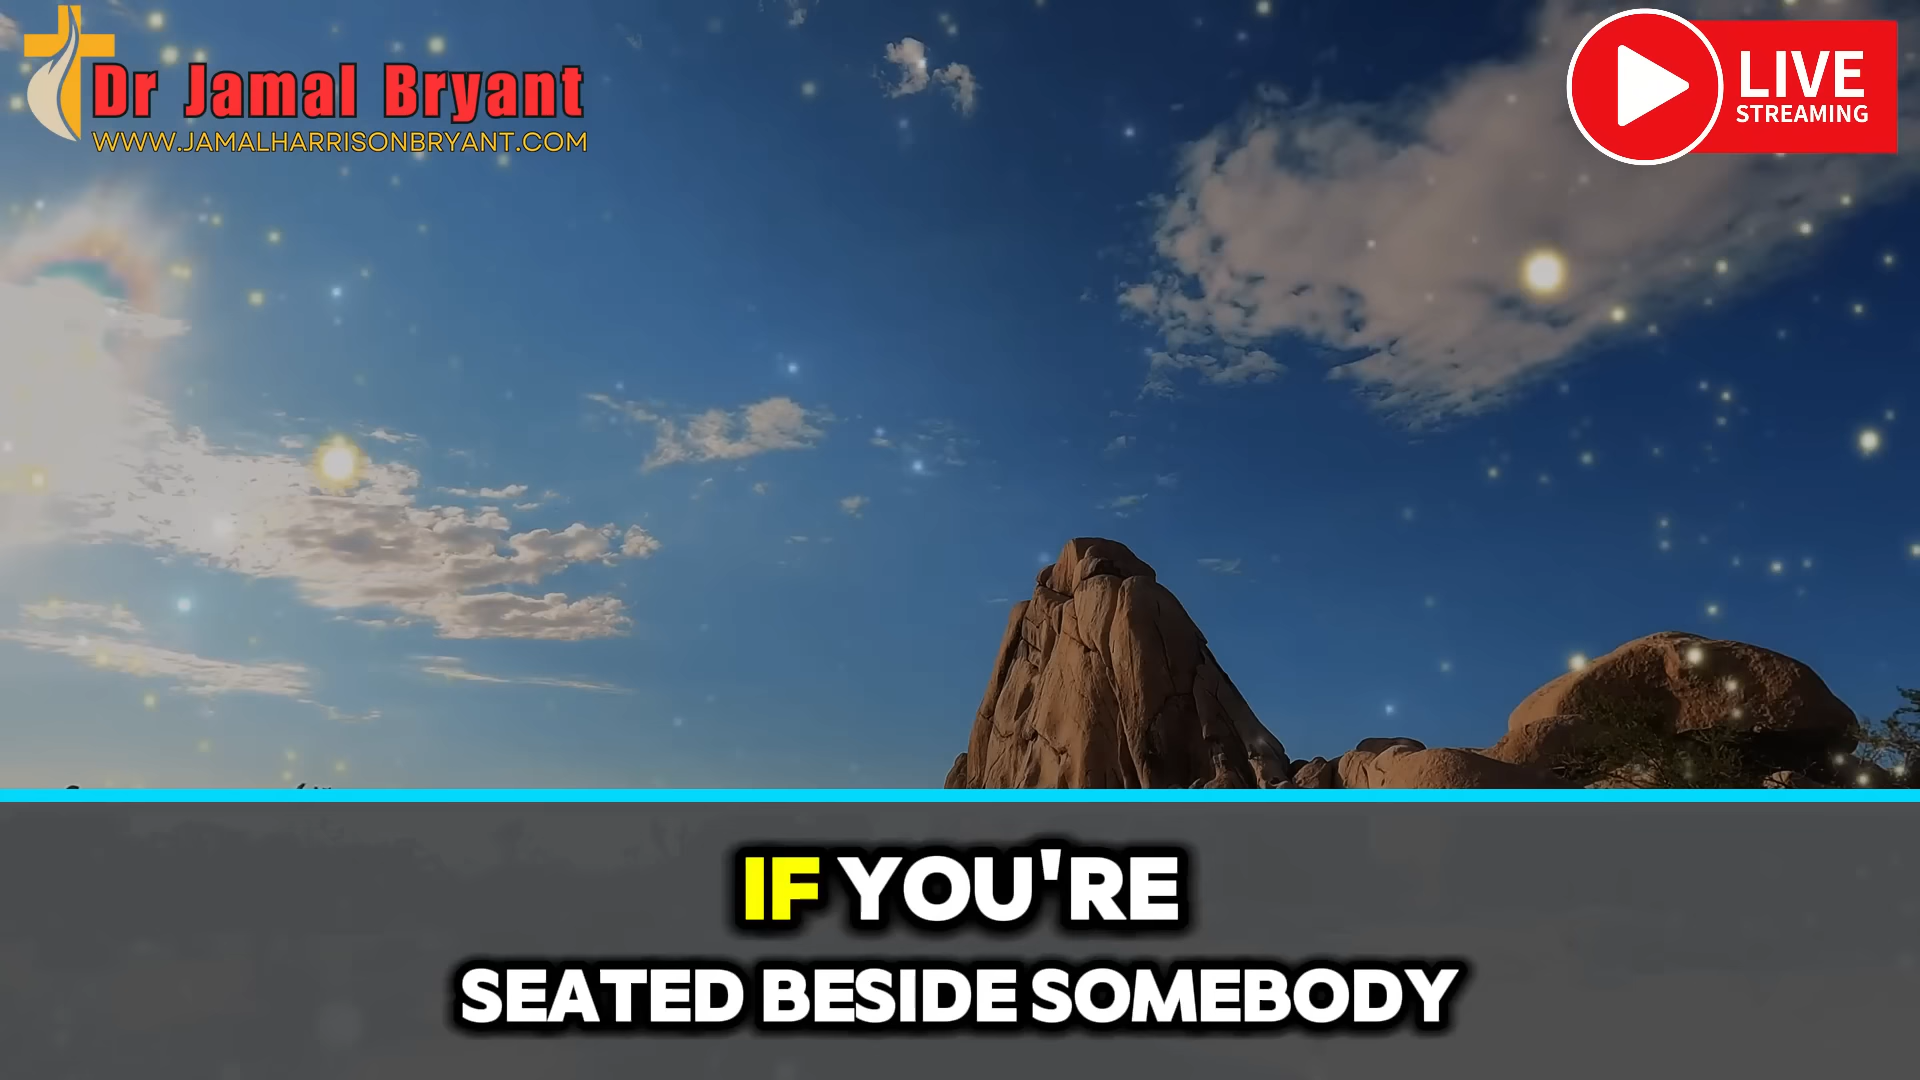 Dr Jamal Bryant
WWW.JAMALHARRISONBRYANT.COM
LIVE
STREAMING
IF YOU'RE
SEATED BESIDE SOMEBODY